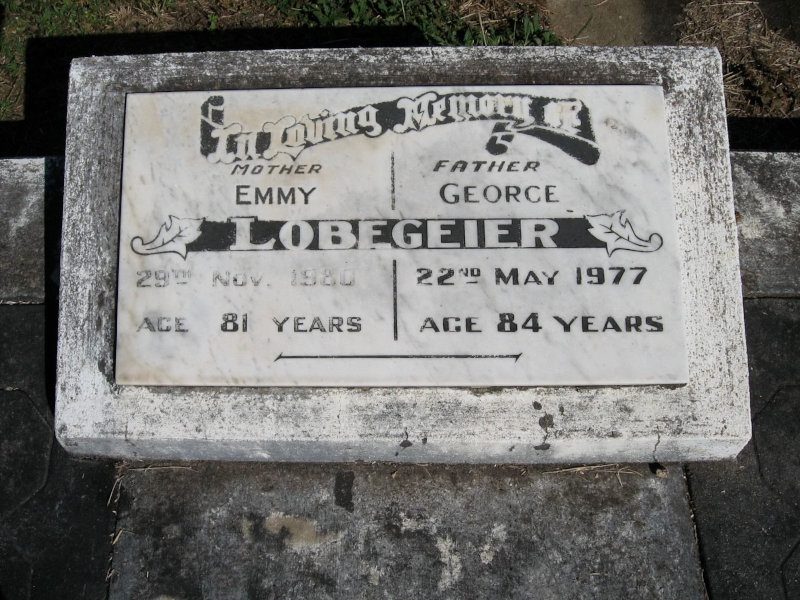 In Loving Memory of
MOTHER FATHER
EMMY GEORGE
LOBEGEIER
29TH NOV. 1980 22ND MAY 1977
AGE 81 YEARS AGE 84 YEARS